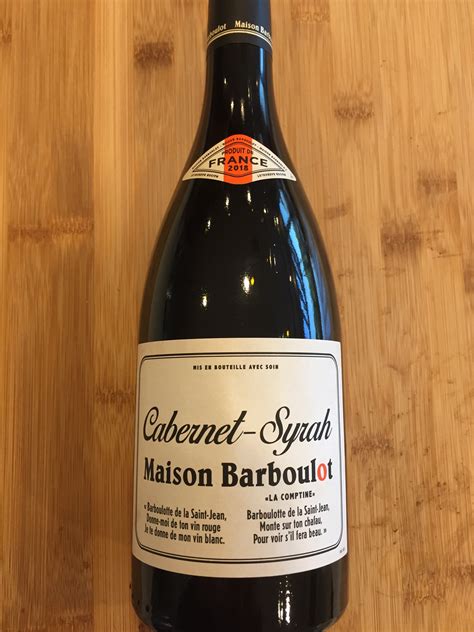 Barboulot • Maison Barb
PRODUIT DE
FRANCE
2018
MIS EN BOUTEILLE AVEC SOIN
Cabernet-Syrah
Maison Barboulot
«LA COMPTINE»
« Barboulotte de la Saint-Jean,
Donne-moi de ton vin rouge
Je te donne de mon vin blanc.
Barboulotte de la Saint-Jean,
Monte sur ton chafau,
Pour voir s'il fera beau. »